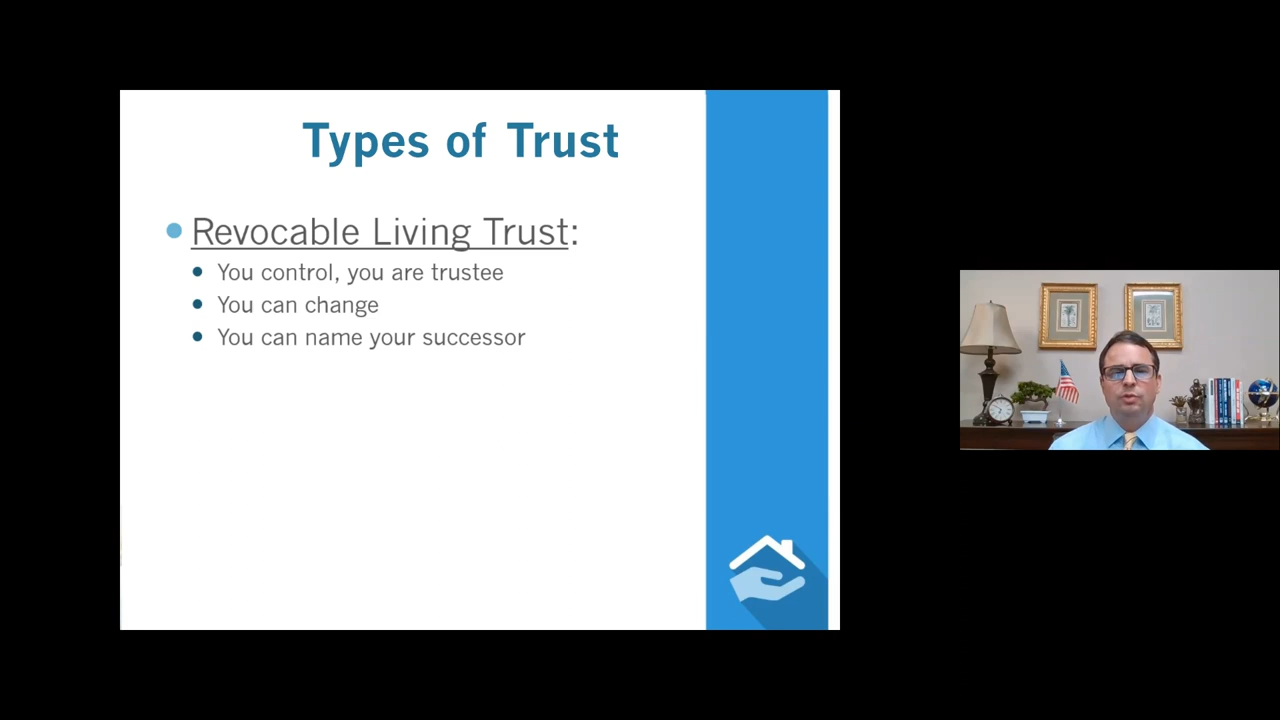 Types of Trust
Revocable Living Trust:
You control, you are trustee
You can change
You can name your successor